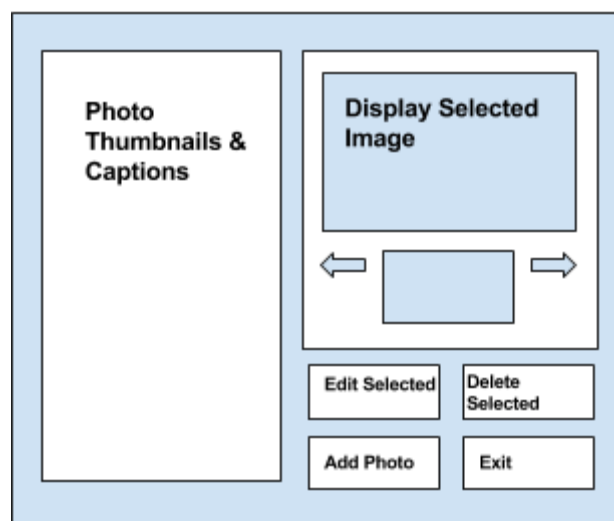 Photo
Thumbnails &
Captions
Display Selected
Image
Edit Selected
Delete
Selected
Add Photo
Exit